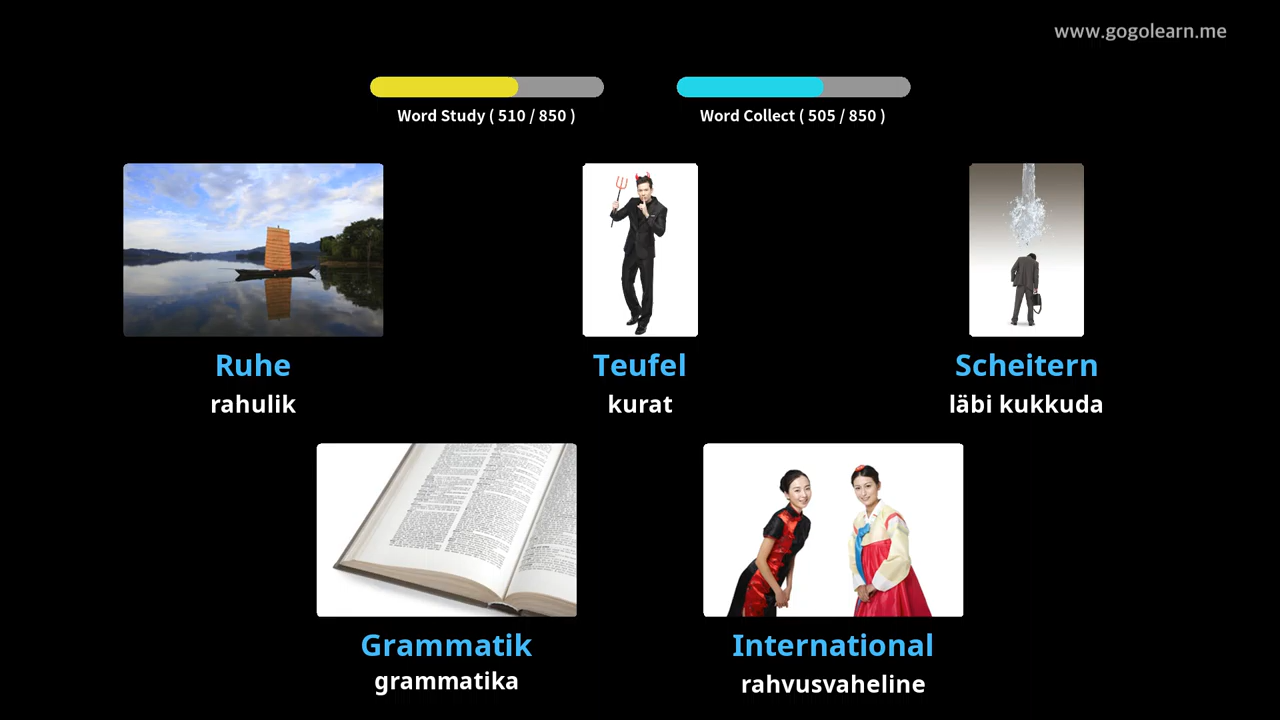 www.gogolearn.me
Word Study ( 510 / 850 )
Word Collect ( 505 / 850 )
Ruhe
rahulik
Teufel
kurat
Scheitern
läbi kukkuda
Grammatik
grammatika
International
rahvusvaheline